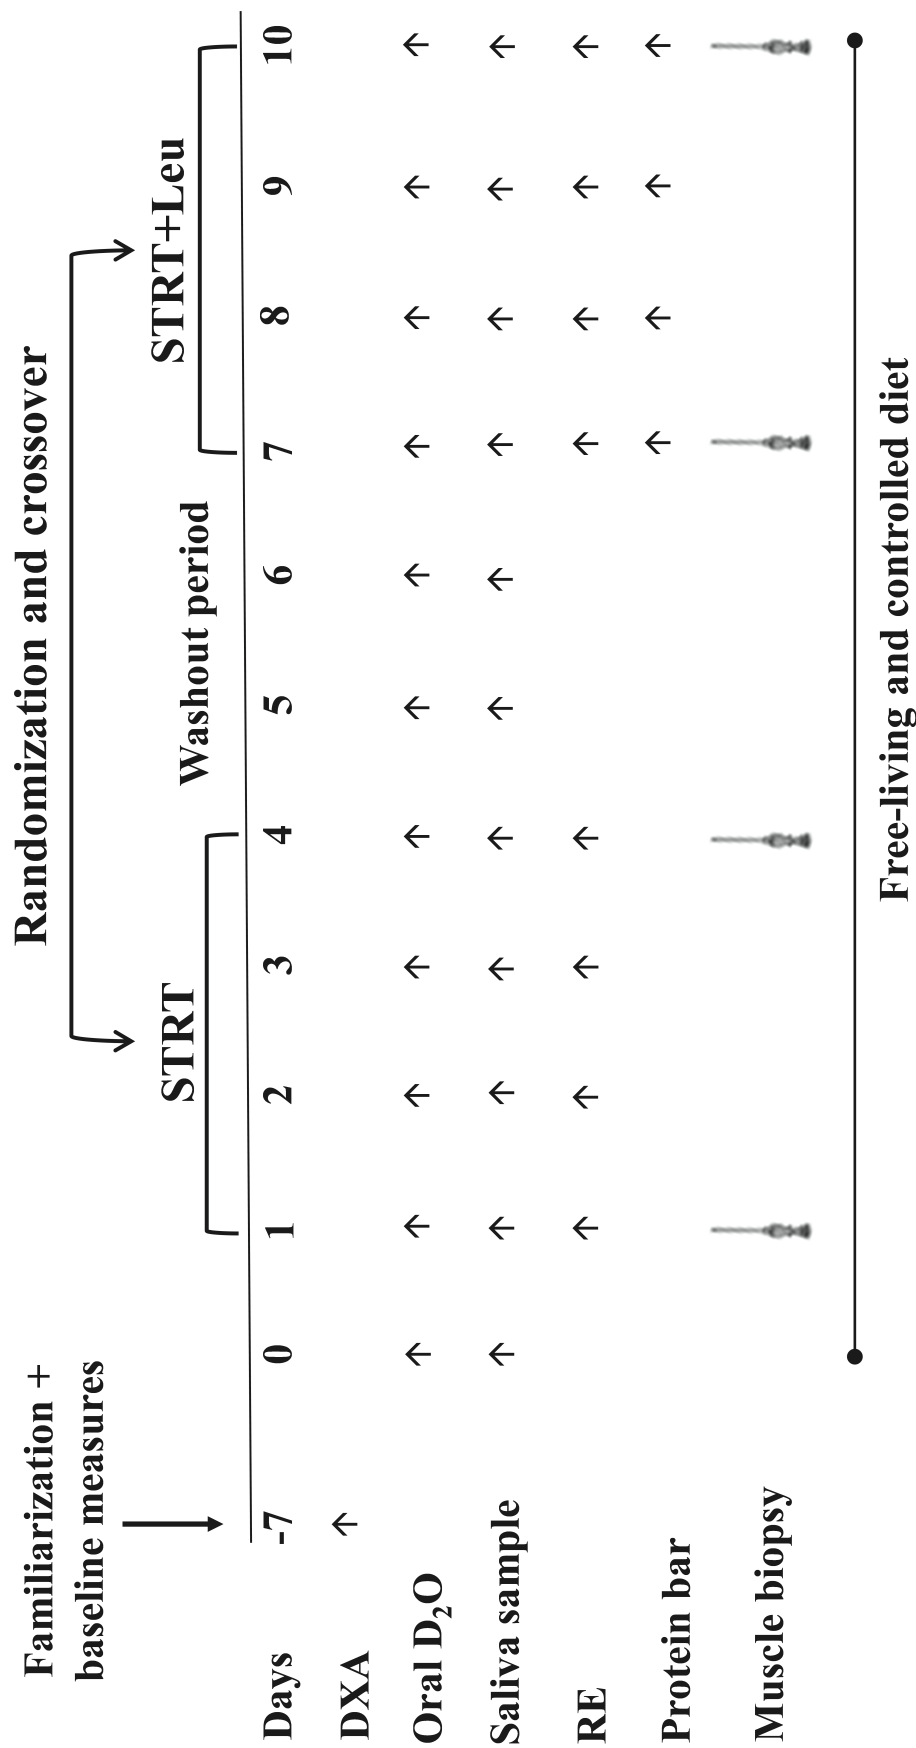 Randomization and crossover
Familiarization +
baseline measures
STRT
Washout period
STRT+Leu
Days -7 0 1 2 3 4 5 6 7 8 9 10
DXA
Oral D₂O
Saliva sample
RE
Protein bar
Muscle biopsy
Free-living and controlled diet